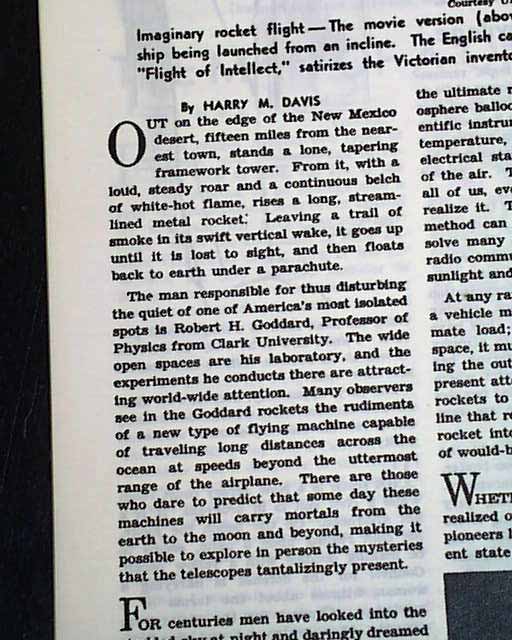 Courtesy
Imaginary rocket flight—The movie version (abov
ship being launched from an incline. The English ca
"Flight of Intellect," satirizes the Victorian invento
By HARRY M. DAVIS
OUT on the edge of the New Mexico
desert, fifteen miles from the near-
est town, stands a lone, tapering
framework tower. From it, with a
loud, steady roar and a continuous belch
of white-hot flame, rises a long, stream-
lined metal rocket. Leaving a trail of
smoke in its swift vertical wake, it goes up
until it is lost to sight, and then floats
back to earth under a parachute.
The man responsible for thus disturbing
the quiet of one of America's most isolated
spots is Robert H. Goddard, Professor of
Physics from Clark University. The wide
open spaces are his laboratory, and the
experiments he conducts there are attract-
ing world-wide attention. Many observers
see in the Goddard rockets the rudiments
of a new type of flying machine capable
of traveling long distances across the
ocean at speeds beyond the uttermost
range of the airplane. There are those
who dare to predict that some day these
machines will carry mortals from the
earth to the moon and beyond, making it
possible to explore in person the mysteries
that the telescopes tantalizingly present.
FOR centuries men have looked into the
at night and daringly dreamed
the ultimate r
osphere balloo
entific instru
temperature,
electrical sta
of the air. T
all of us, eve
realize it. T
method can
solve many
radio commu
sunlight and
At any ra
a vehicle m
mate load;
space, it mu
ing the out
present att
rockets to
line that r
rocket int
of would-b
WHET
realized o
pioneers l
ent state